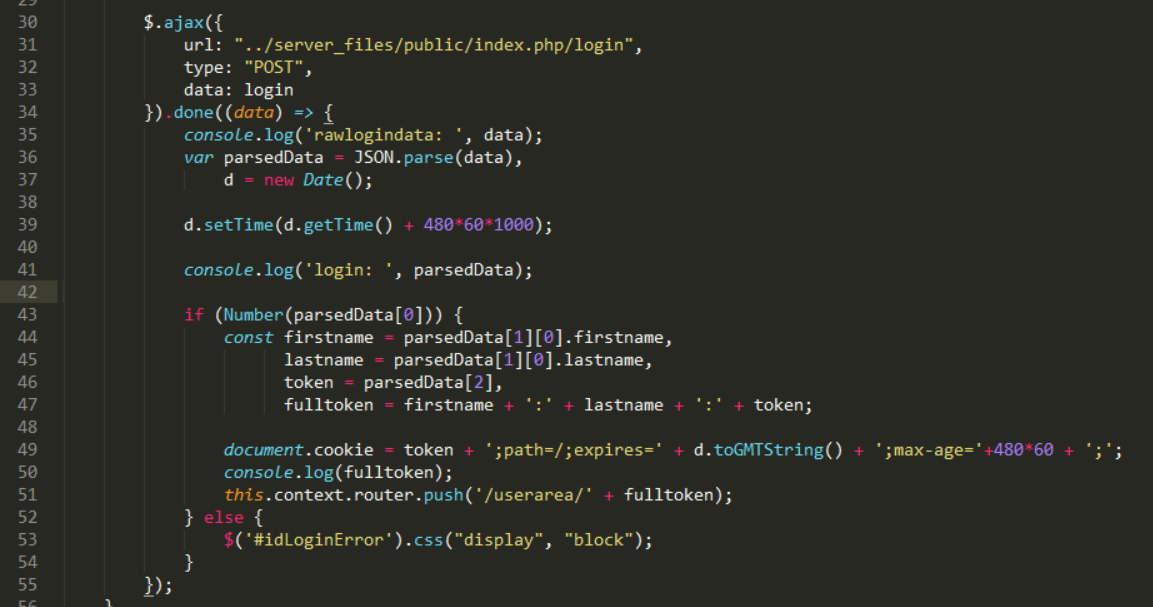 30 $.ajax({
31 url: "../server_files/public/index.php/login",
32 type: "POST",
33 data: login
34 }).done((data) => {
35 console.log('rawlogindata: ', data);
36 var parsedData = JSON.parse(data),
37 d = new Date();
38
39 d.setTime(d.getTime() + 480*60*1000);
40
41 console.log('login: ', parsedData);
42
43 if (Number(parsedData[0])) {
44 const firstname = parsedData[1][0].firstname,
45 lastname = parsedData[1][0].lastname,
46 token = parsedData[2],
47 fulltoken = firstname + ':' + lastname + ':' + token;
48
49 document.cookie = token + ';path=/;expires=' + d.toGMTString() + ';max-age='+480*60 + ';';
50 console.log(fulltoken);
51 this.context.router.push('/userarea/' + fulltoken);
52 } else {
53 $('#idLoginError').css("display", "block");
54 }
55 });